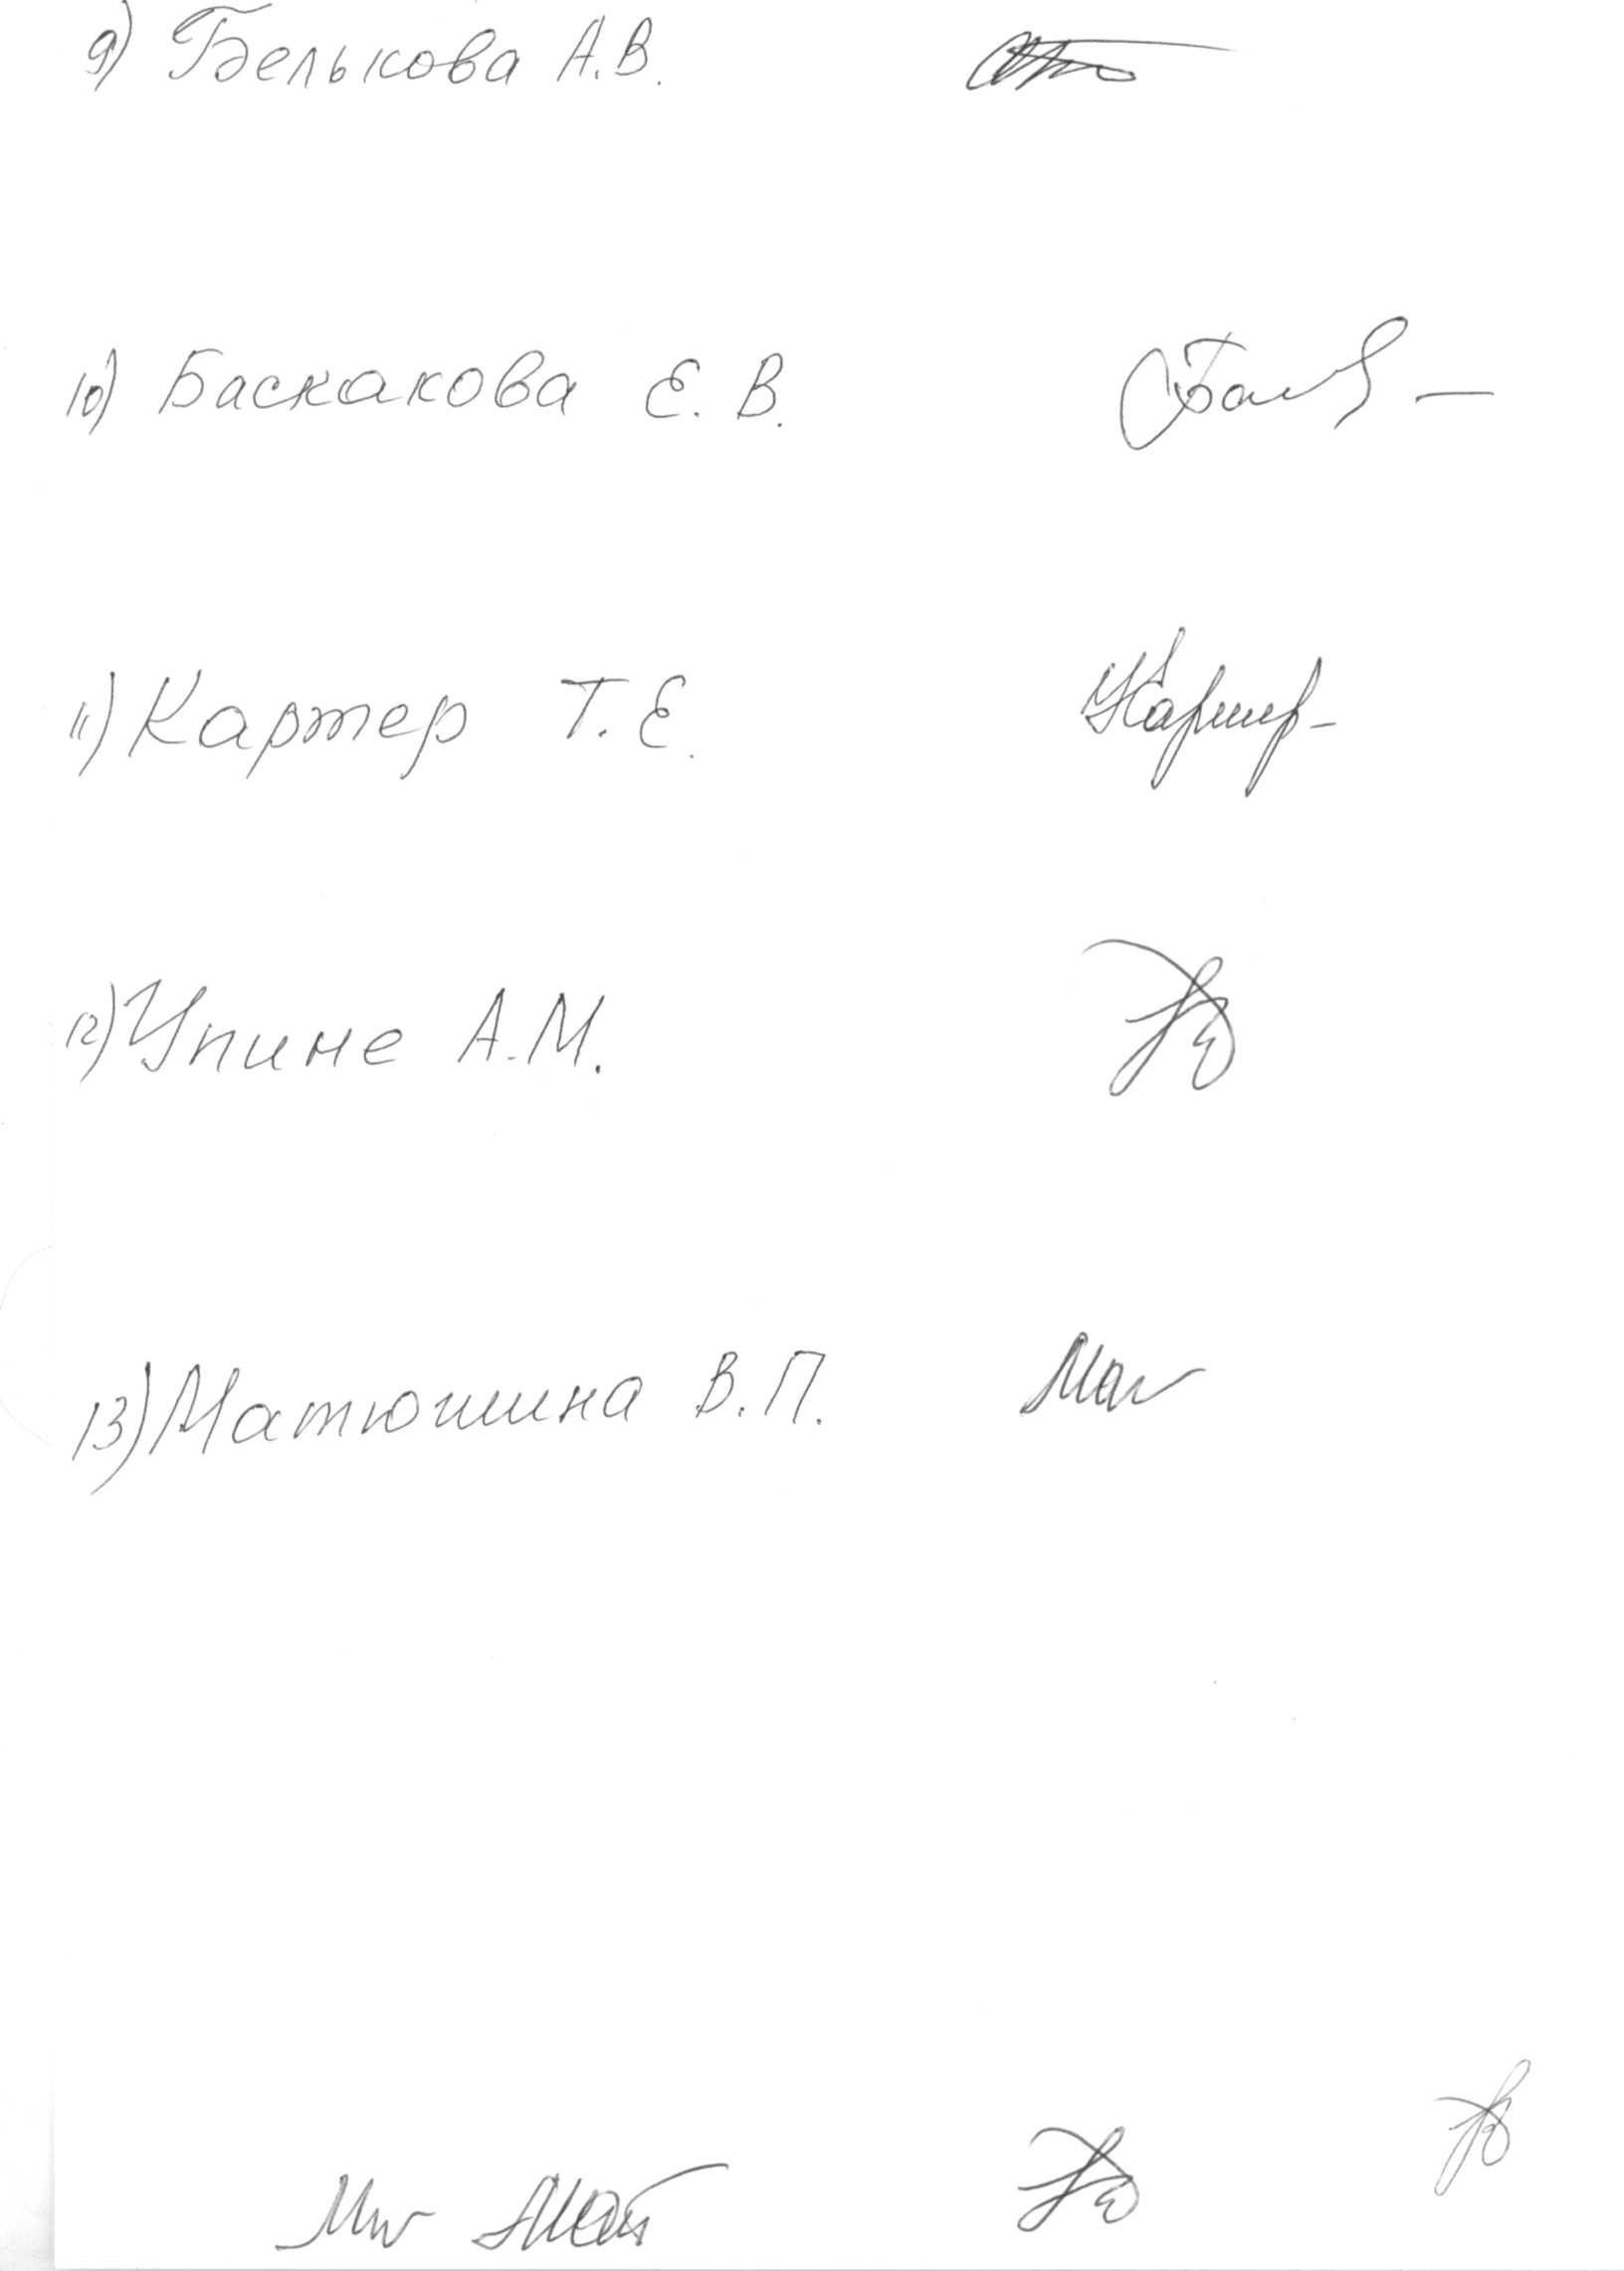 9) Белькова А.В.
10) Баскакова Е.В.
11) Картер Т.Е.
12) Упине А.М.
13) Матюшина В.П.